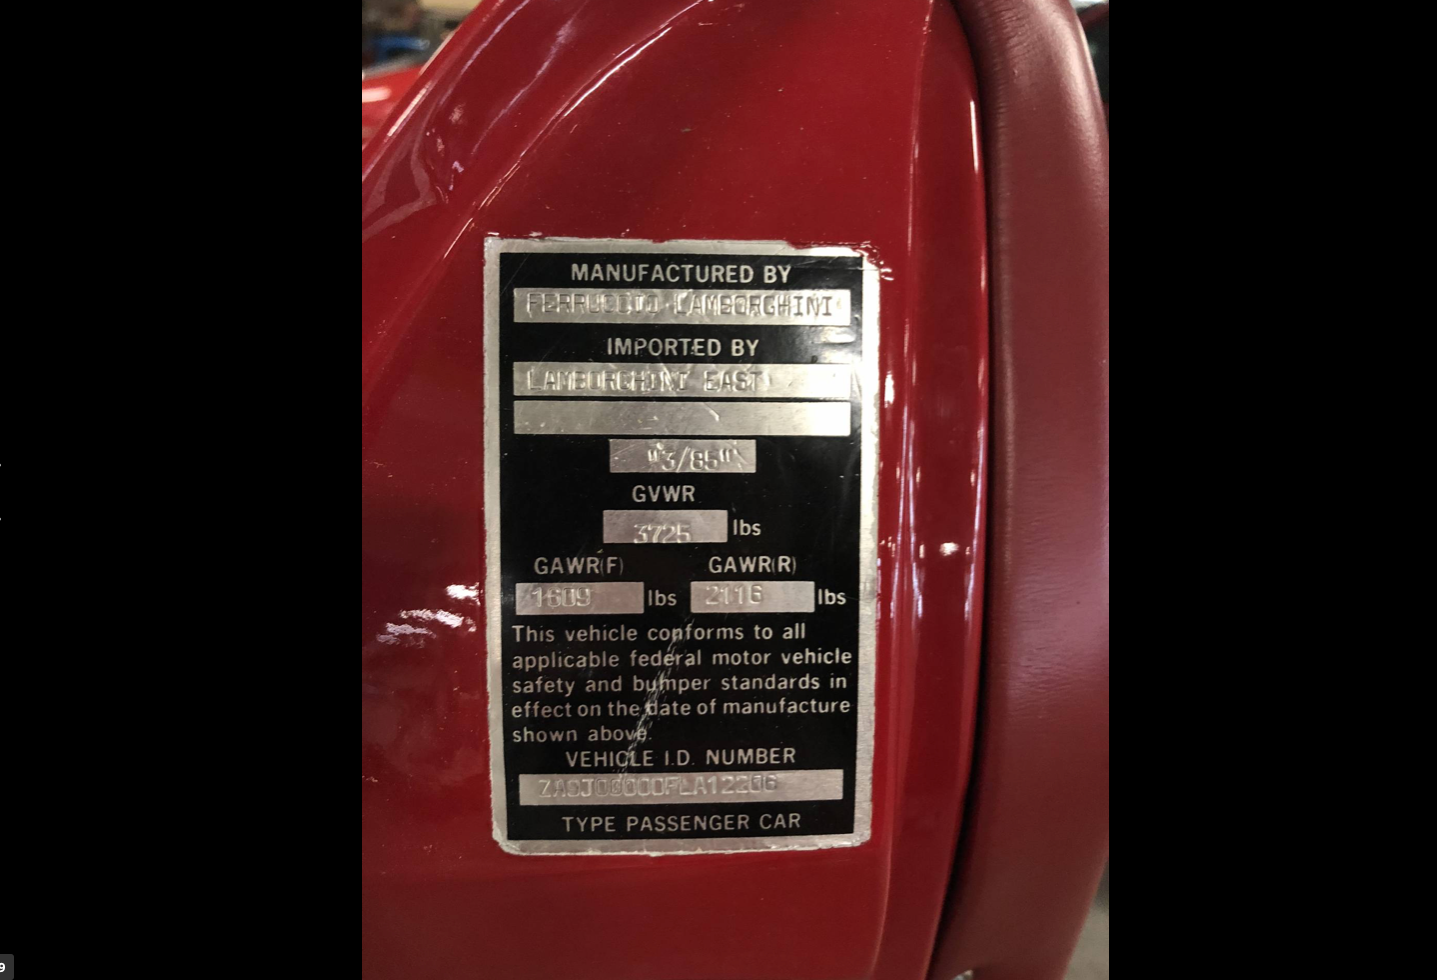 MANUFACTURED BY
FERRUCCIO LAMBORGHINI
IMPORTED BY
LAMBORGHINI EAST
"3/85"
GVWR
3725 lbs
GAWR(F) GAWR(R)
1609 lbs 2116 lbs
This vehicle conforms to all
applicable federal motor vehicle
safety and bumper standards in
effect on the date of manufacture
shown above.
VEHICLE I.D. NUMBER
TYPE PASSENGER CAR
9